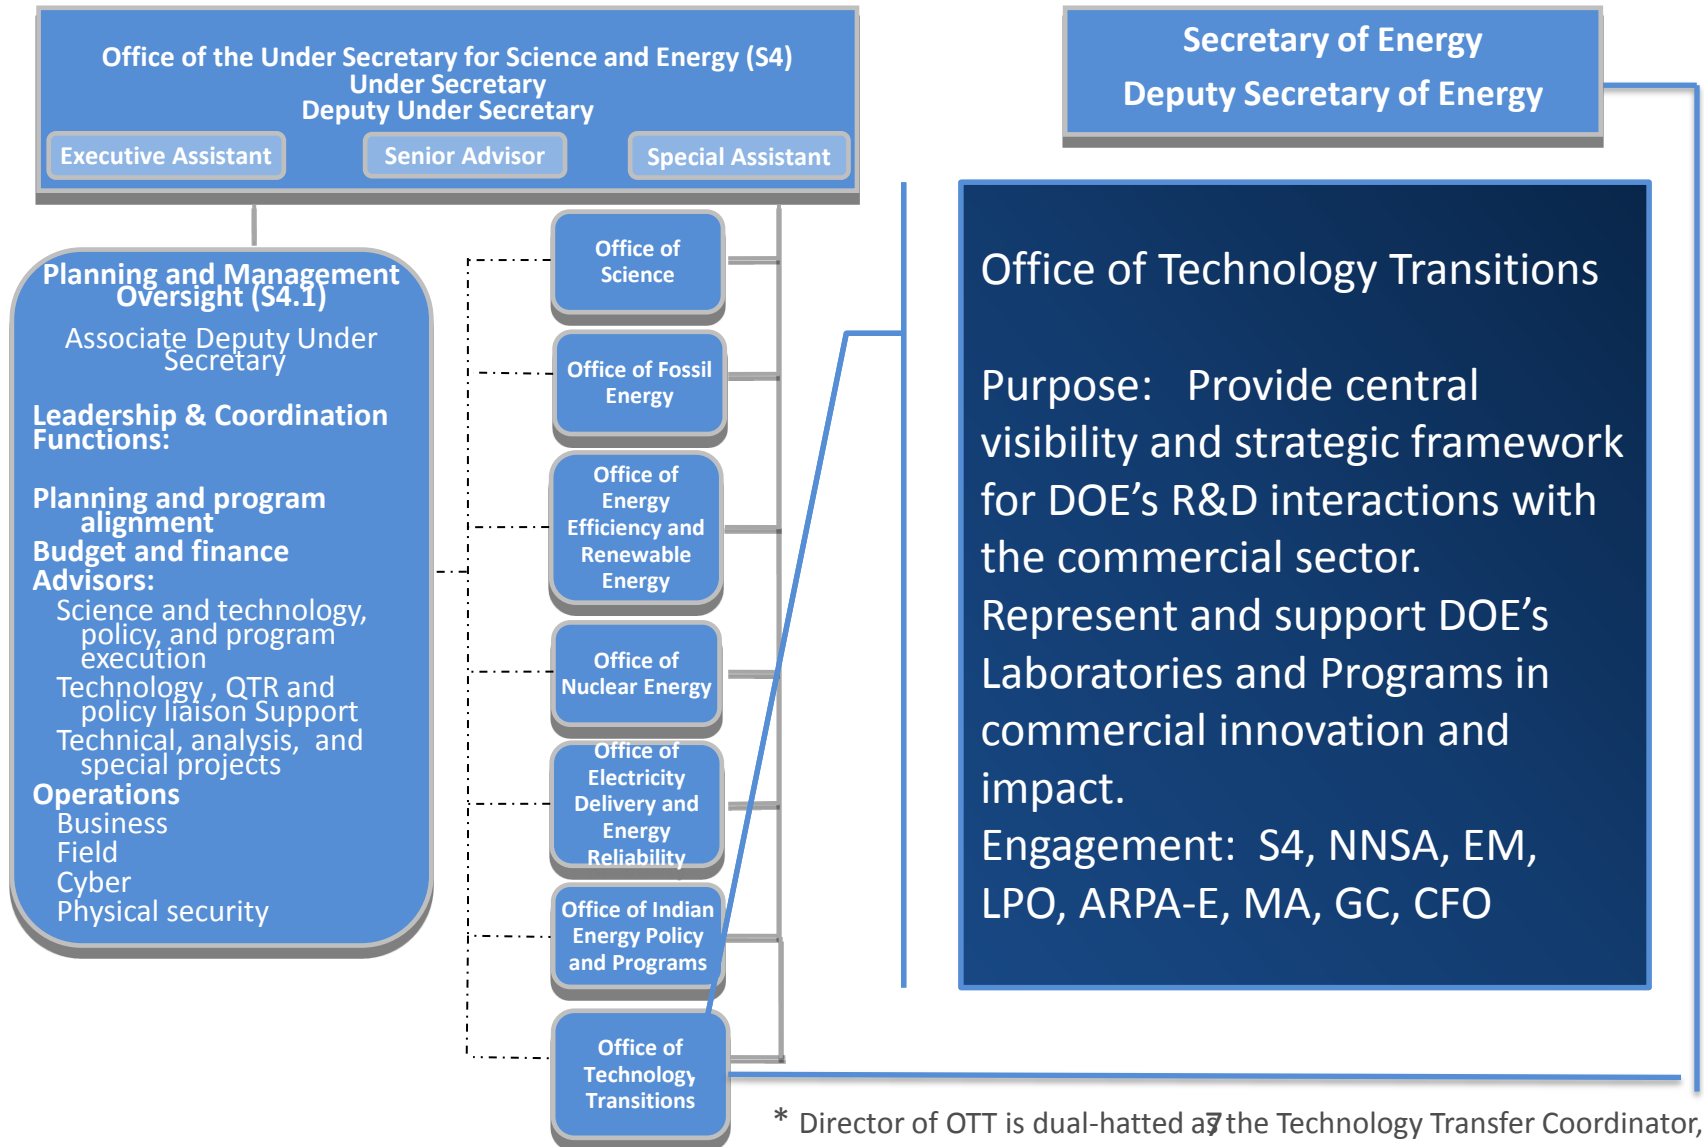 Office of the Under Secretary for Science and Energy (S4)
Under Secretary
Deputy Under Secretary
Executive Assistant
Senior Advisor
Special Assistant
Secretary of Energy
Deputy Secretary of Energy
Planning and Management
Oversight (S4.1)
Associate Deputy Under
Secretary
Leadership & Coordination
Functions:
Planning and program
alignment
Budget and finance
Advisors:
Science and technology,
policy, and program
execution
Technology , QTR and
policy liaison Support
Technical, analysis, and
special projects
Operations
Business
Field
Cyber
Physical security
Office of
Science
Office of Fossil
Energy
Office of
Energy
Efficiency and
Renewable
Energy
Office of
Nuclear Energy
Office of
Electricity
Delivery and
Energy
Reliability
Office of Indian
Energy Policy
and Programs
Office of
Technology
Transitions
Office of Technology Transitions
Purpose: Provide central
visibility and strategic framework
for DOE’s R&D interactions with
the commercial sector.
Represent and support DOE’s
Laboratories and Programs in
commercial innovation and
impact.
Engagement: S4, NNSA, EM,
LPO, ARPA-E, MA, GC, CFO
* Director of OTT is dual-hatted as the Technology Transfer Coordinator,
7